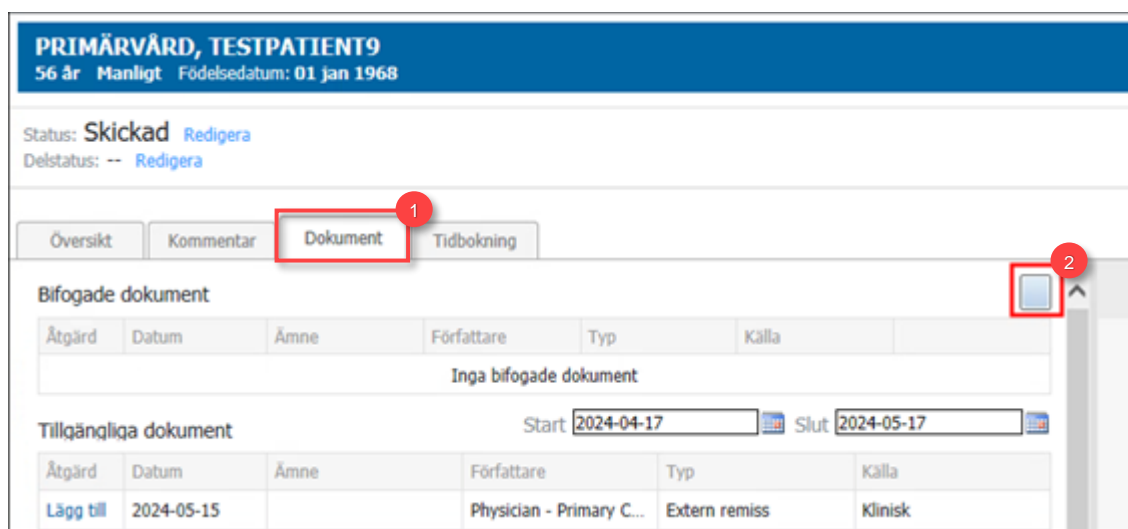 PRIMÄRVÅRD, TESTPATIENT9
56 år Manligt Födelsedatum: 01 jan 1968
Status: Skickad Redigera
Delstatus: -- Redigera
1
Översikt Kommentar Dokument Tidbokning
2
Bifogade dokument
Åtgärd Datum Ämne Författare Typ Källa
Inga bifogade dokument
Tillgängliga dokument Start 2024-04-17 Slut 2024-05-17
Åtgärd Datum Ämne Författare Typ Källa
Lägg till 2024-05-15 Physician - Primary C... Extern remiss Klinisk